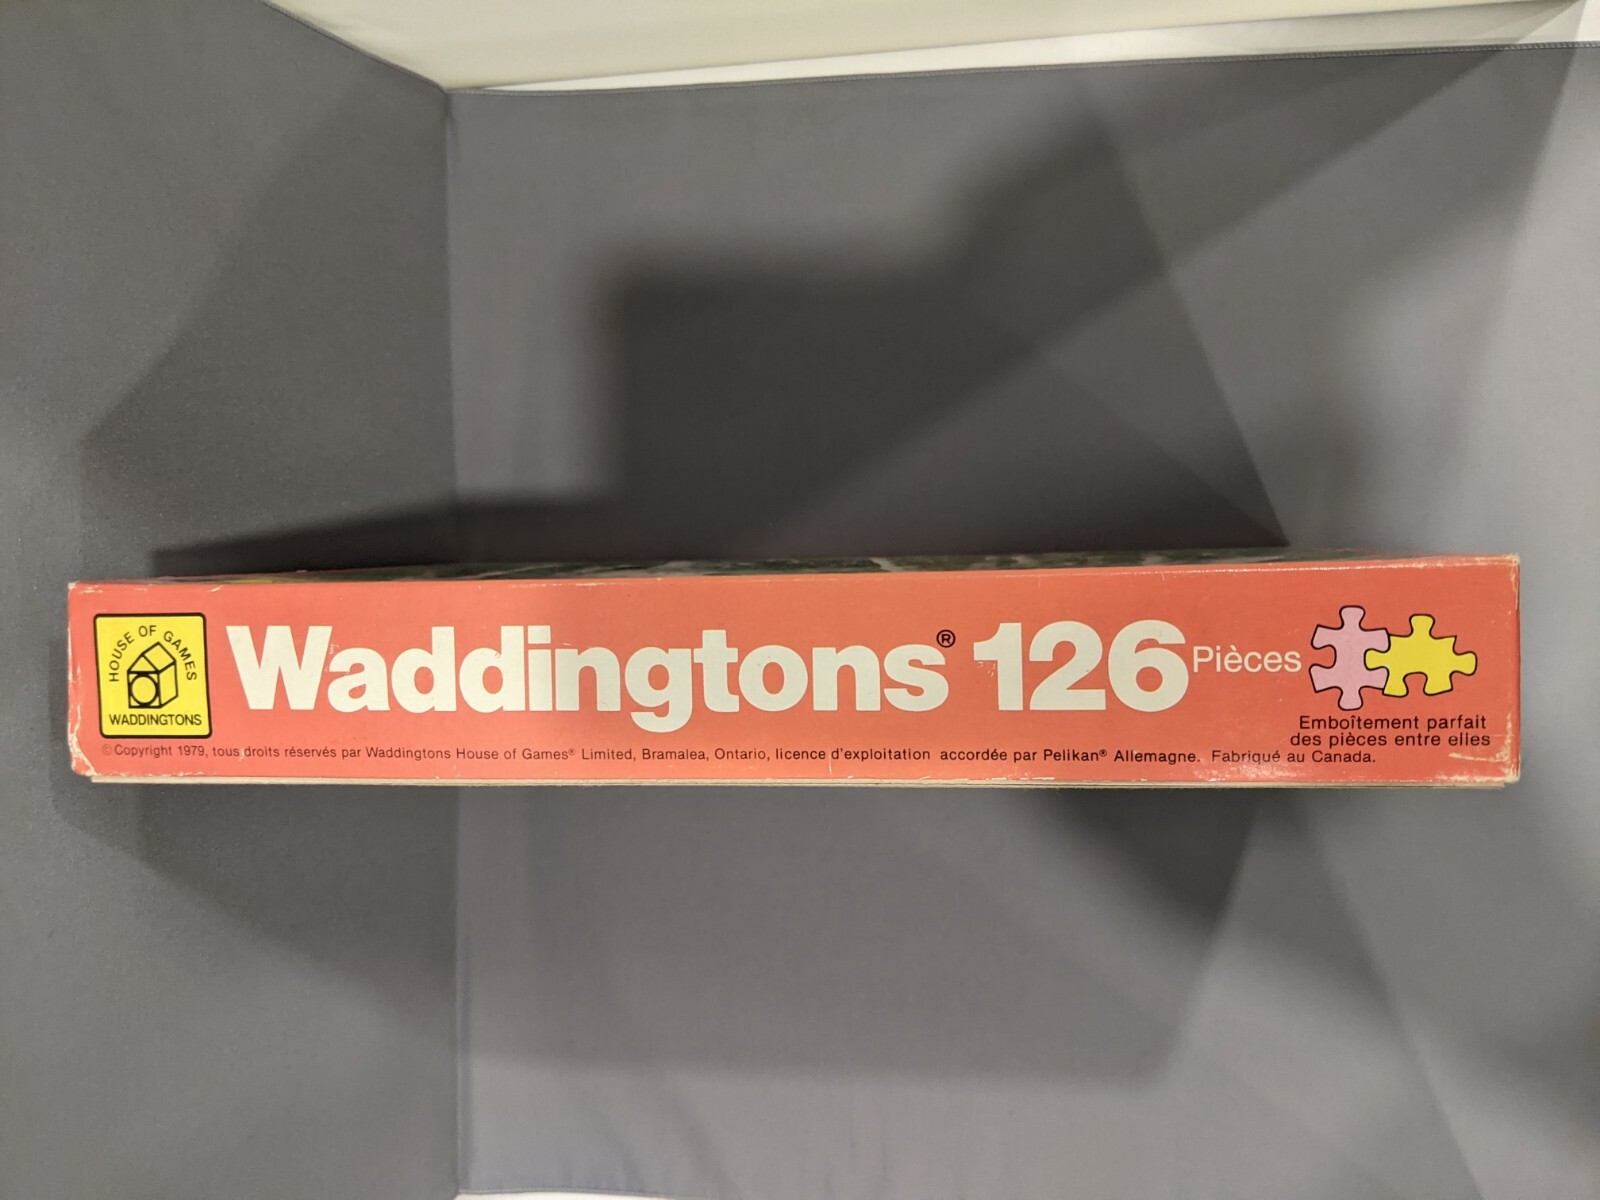 HOUSE OF GAMES
WADDINGTONS
Waddingtons® 126 Pièces
Emboîtement parfait
des pièces entre elles
©Copyright 1979, tous droits réservés par Waddingtons House of Games® Limited, Bramalea, Ontario, licence d'exploitation accordée par Pelikan® Allemagne. Fabriqué au Canada.